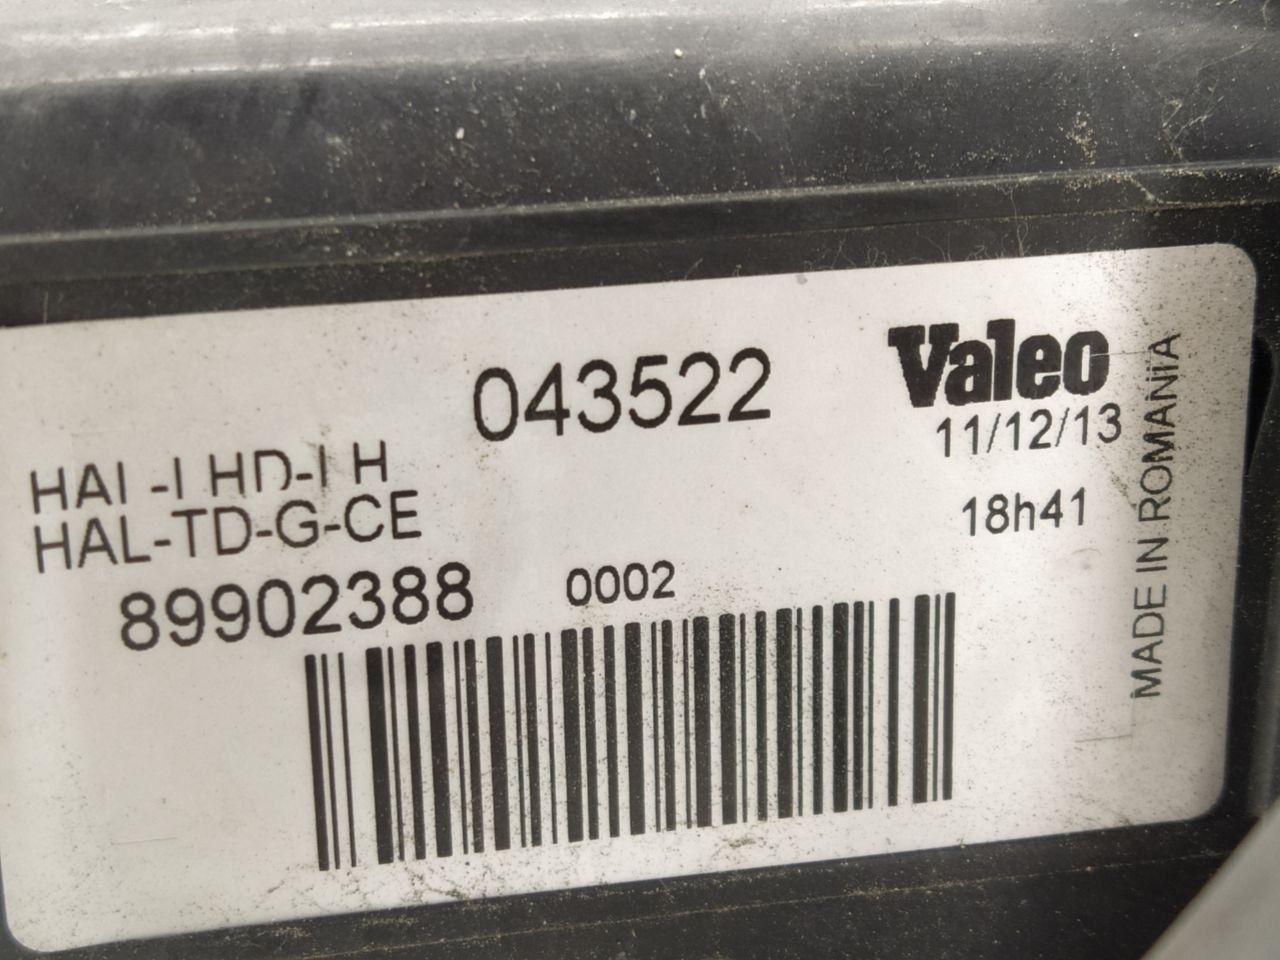 043522
Valeo
11/12/13
18h41
HAL-LHD-LH
HAL-TD-G-CE
89902388
0002
MADE IN ROMANIA